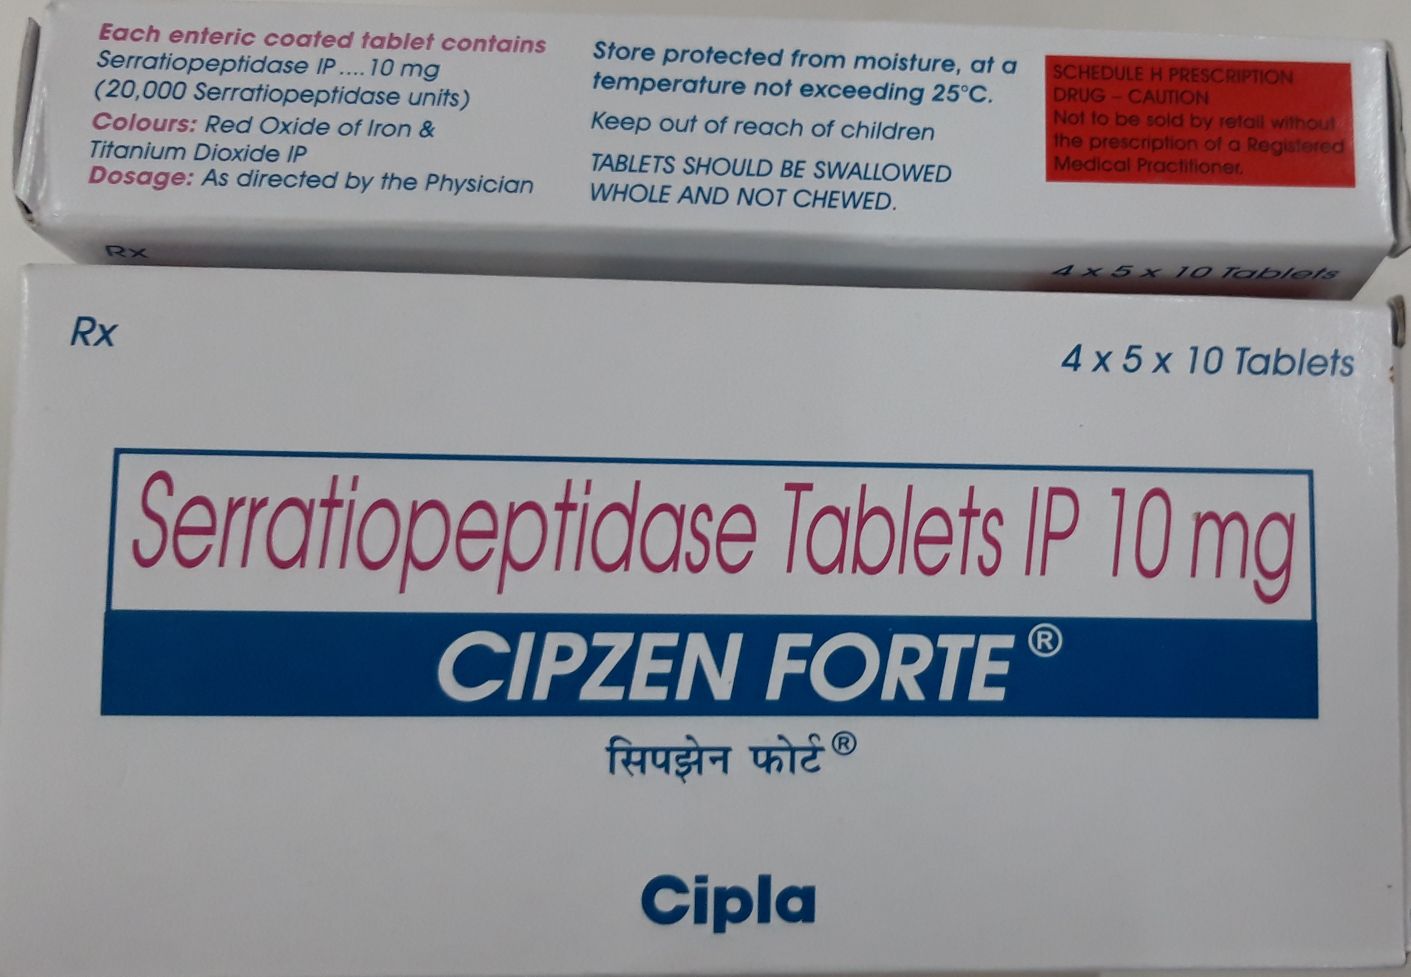 Each enteric coated tablet contains
Serratiopeptidase IP .... 10 mg
(20,000 Serratiopeptidase units)
Colours: Red Oxide of Iron &
Titanium Dioxide IP
Dosage: As directed by the Physician
Store protected from moisture, at a
temperature not exceeding 25°C.
Keep out of reach of children
TABLETS SHOULD BE SWALLOWED
WHOLE AND NOT CHEWED.
SCHEDULE H PRESCRIPTION
DRUG – CAUTION
Not to be sold by retail without
the prescription of a Registered
Medical Practitioner.
Rx
4 x 5 x 10 Tablets
Rx
4 x 5 x 10 Tablets
Serratiopeptidase Tablets IP 10 mg
CIPZEN FORTE®
सिपझेन फोर्ट®
Cipla